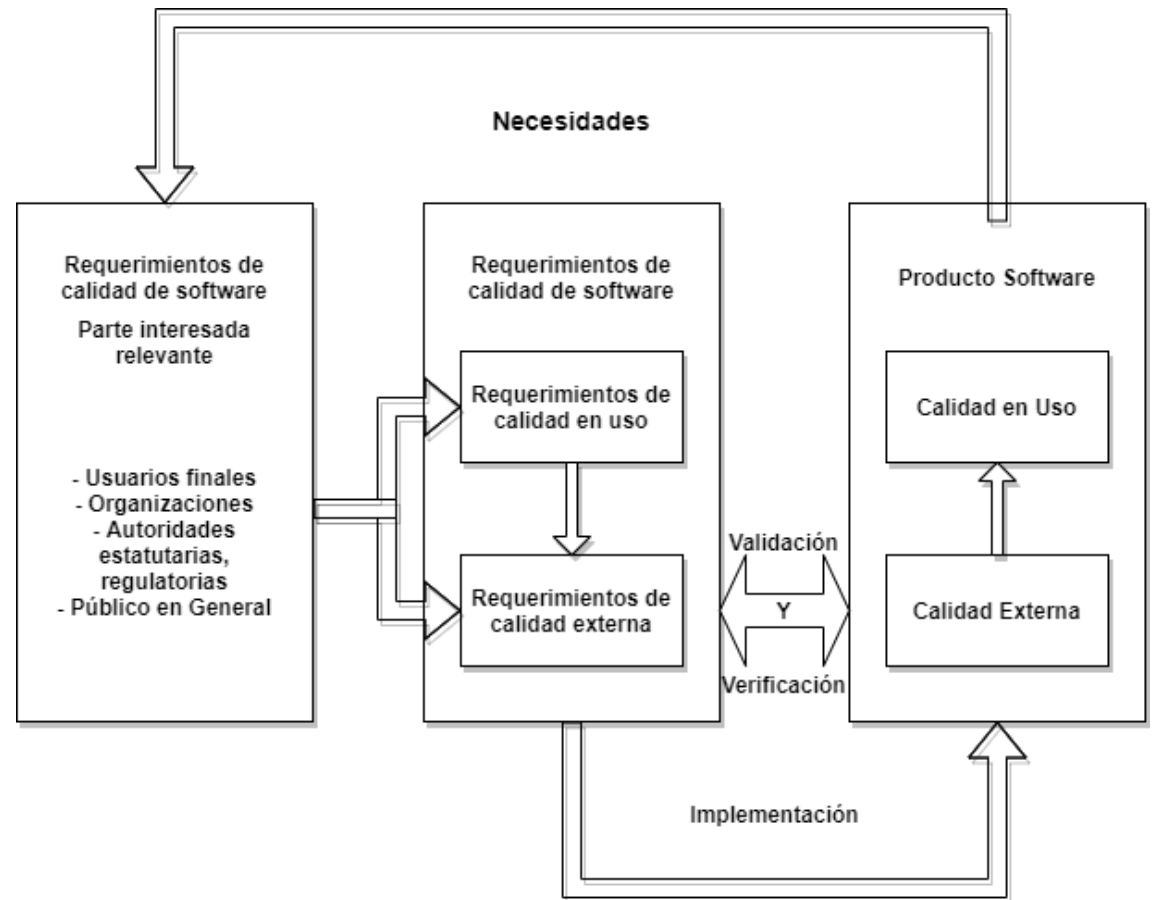 Necesidades
Requerimientos de
calidad de software
Parte interesada
relevante
- Usuarios finales
- Organizaciones
- Autoridades
estatutarias,
regulatorias
- Público en General
Requerimientos de
calidad de software
Requerimientos de
calidad en uso
Requerimientos de
calidad externa
Validación
Y
Verificación
Producto Software
Calidad en Uso
Calidad Externa
Implementación